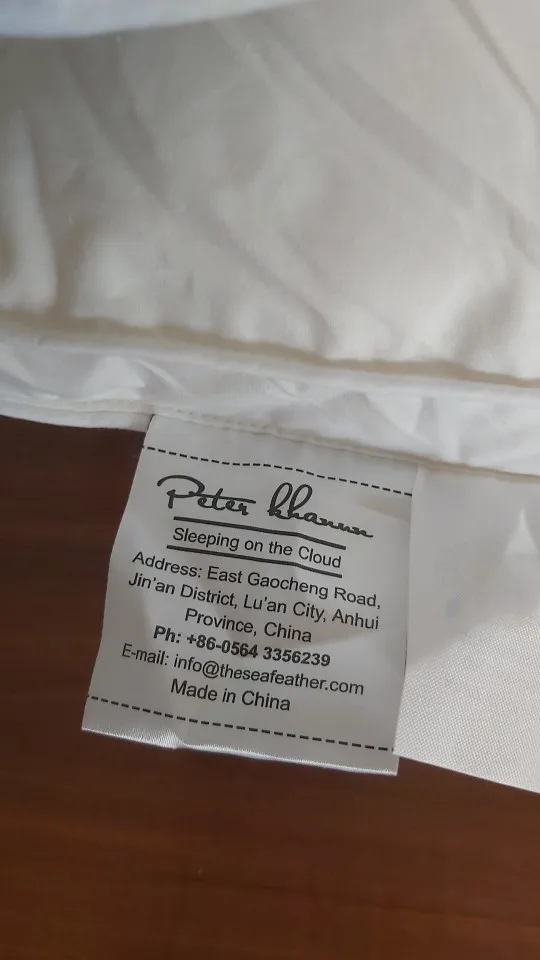 Peter Khanun
Sleeping on the Cloud
Address: East Gaocheng Road,
Jin'an District, Lu'an City, Anhui
Province, China
Ph: +86-0564 3356239
E-mail: info@theseafeather.com
Made in China